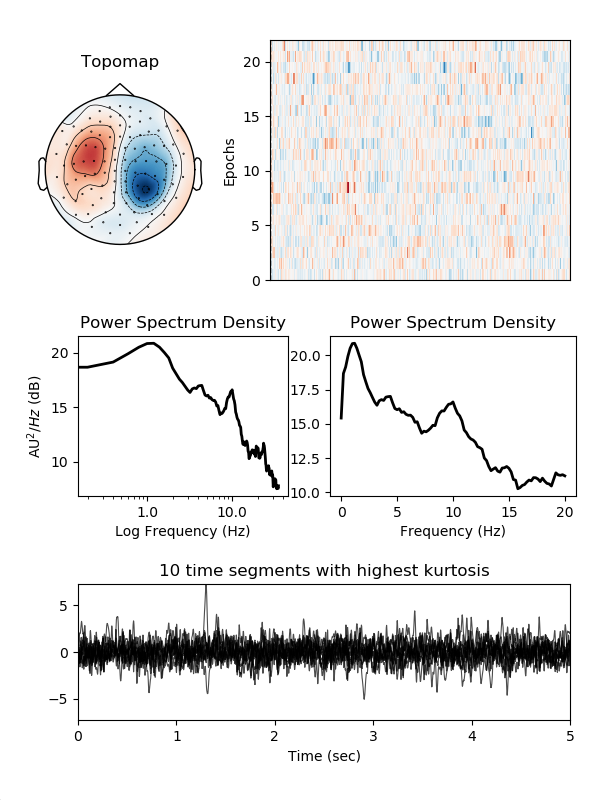 Topomap
Epochs
20
15
10
5
0
Power Spectrum Density
AU²/Hz (dB)
20
15
10
1.0 10.0
Log Frequency (Hz)
Power Spectrum Density
20.0
17.5
15.0
12.5
10.0
0 5 10 15 20
Frequency (Hz)
10 time segments with highest kurtosis
5
0
−5
0 1 2 3 4 5
Time (sec)